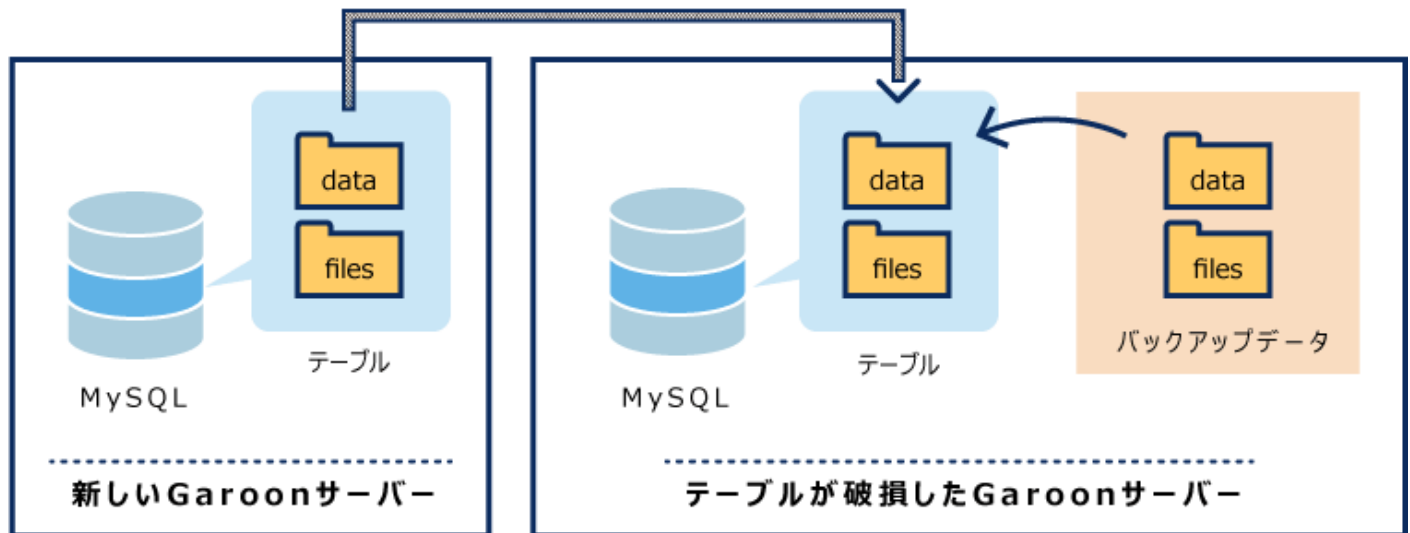 data
files
テーブル
MySQL
新しいGaroonサーバー
data
files
テーブル
MySQL
data
files
バックアップデータ
テーブルが破損したGaroonサーバー